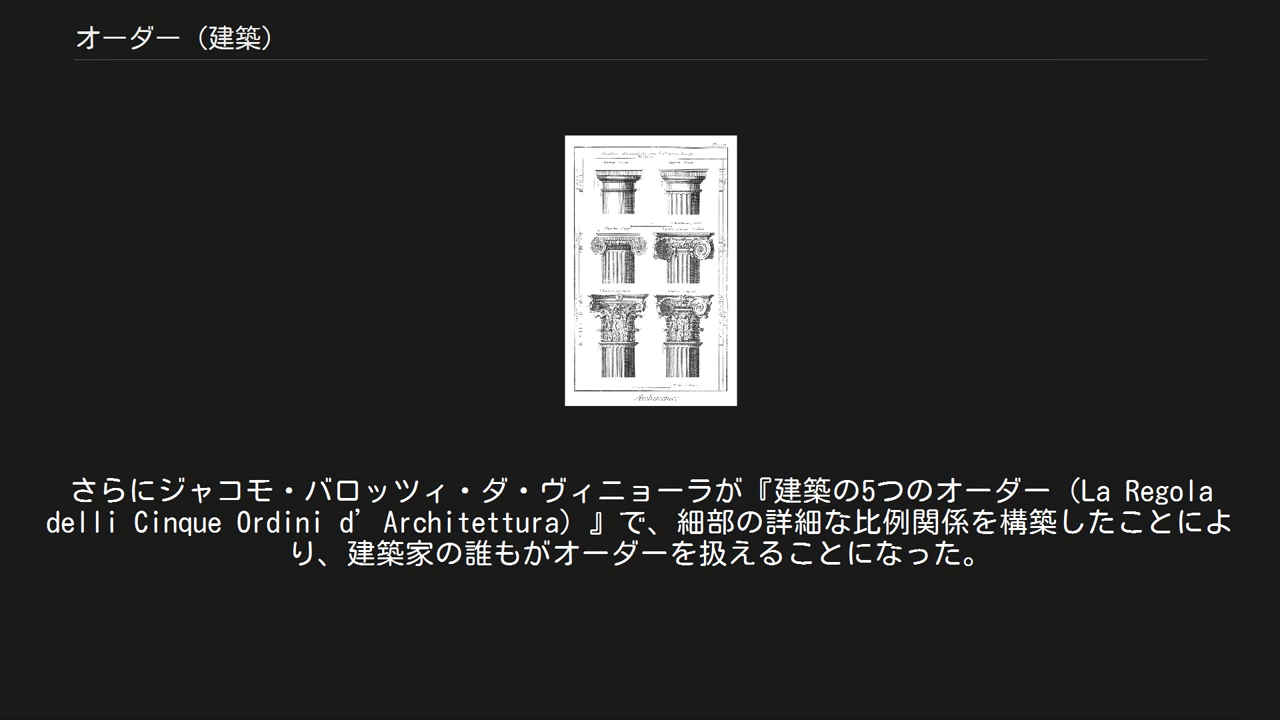 オーダー（建築）
Architecture
さらにジャコモ・バロッツィ・ダ・ヴィニョーラが『建築の5つのオーダー（La Regola
delli Cinque Ordini d’Architettura）』で、細部の詳細な比例関係を構築したことによ
り、建築家の誰もがオーダーを扱えることになった。